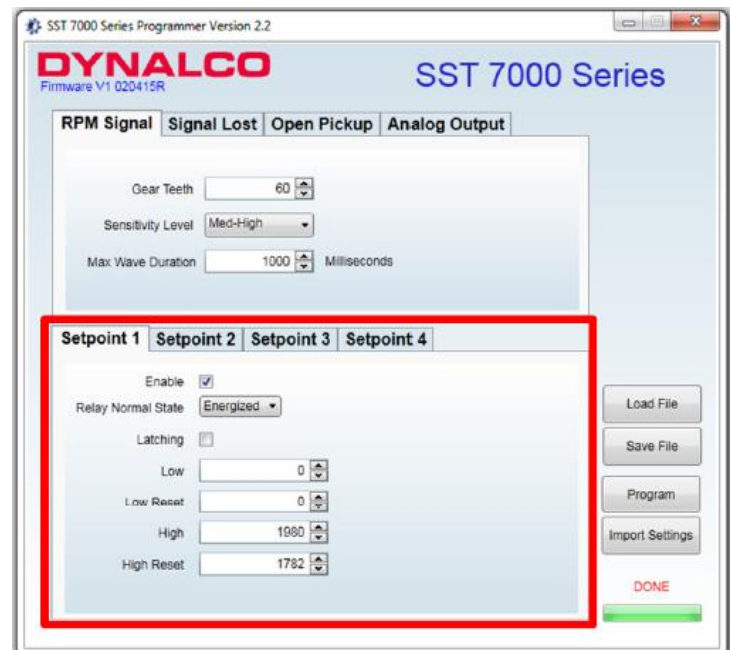 SST 7000 Series Programmer Version 2.2
DYNALCO
Firmware V1 020415R
SST 7000 Series
RPM Signal Signal Lost Open Pickup Analog Output
Gear Teeth 60
Sensitivity Level Med-High
Max Wave Duration 1000 Milliseconds
Setpoint 1 Setpoint 2 Setpoint 3 Setpoint 4
Enable
Relay Normal State Energized
Latching
Low 0
Low Reset 0
High 1980
High Reset 1782
Load File
Save File
Program
Import Settings
DONE